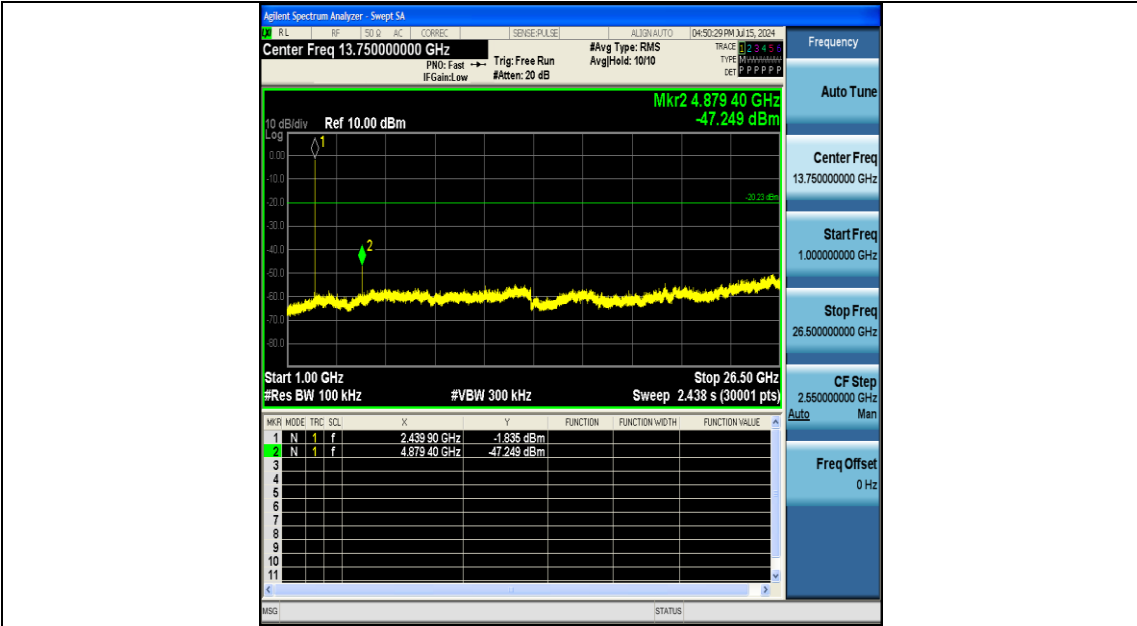 Agilent Spectrum Analyzer - Swept SA
RL RF 50 Ω AC CORREC SENSE:PULSE ALIGN AUTO 04:50:29 PM Jul 15, 2024
Center Freq 13.750000000 GHz
PNO: Fast
IFGain:Low
Trig: Free Run
#Atten: 20 dB
#Avg Type: RMS
Avg|Hold: 10/10
TRACE 1 2 3 4 5 6
TYPE M
DET P P P P P P
Mkr2 4.879 40 GHz
-47.249 dBm
10 dB/div Ref 10.00 dBm
Log
0.00
-10.0
-20.0
-30.0
-40.0
-50.0
-60.0
-70.0
-80.0
1
2
-20.23 dBm
Start 1.00 GHz Stop 26.50 GHz
#Res BW 100 kHz #VBW 300 kHz Sweep 2.438 s (30001 pts)
MKR MODE TRC SCL X Y FUNCTION FUNCTION WIDTH FUNCTION VALUE
1 N 1 f 2.439 90 GHz -1.835 dBm
2 N 1 f 4.879 40 GHz -47.249 dBm
3
4
5
6
7
8
9
10
11
MSG STATUS
Frequency
Auto Tune
Center Freq
13.750000000 GHz
Start Freq
1.000000000 GHz
Stop Freq
26.500000000 GHz
CF Step
2.550000000 GHz
Auto Man
Freq Offset
0 Hz